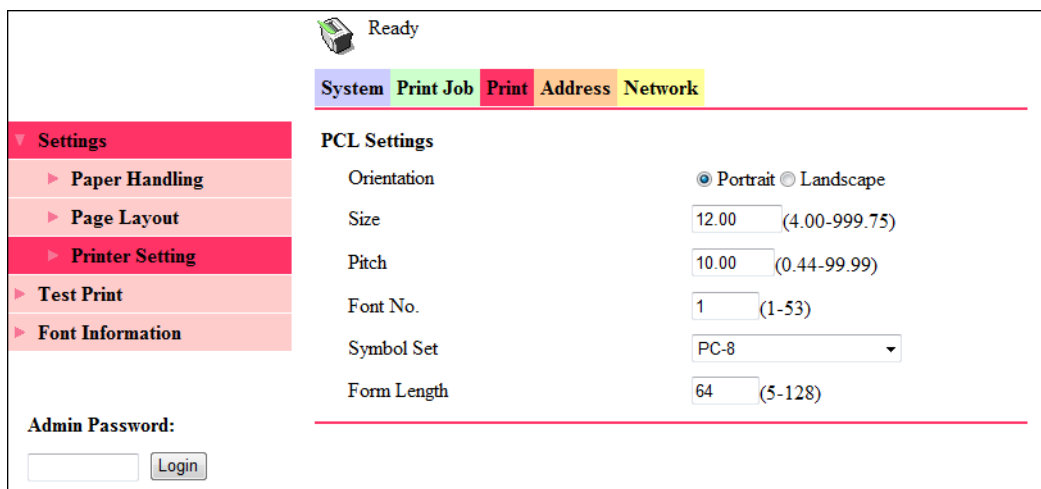 Ready
System Print Job Print Address Network
Settings
Paper Handling
Page Layout
Printer Setting
Test Print
Font Information
Admin Password:
Login
PCL Settings
Orientation Portrait Landscape
Size 12.00 (4.00-999.75)
Pitch 10.00 (0.44-99.99)
Font No. 1 (1-53)
Symbol Set PC-8
Form Length 64 (5-128)